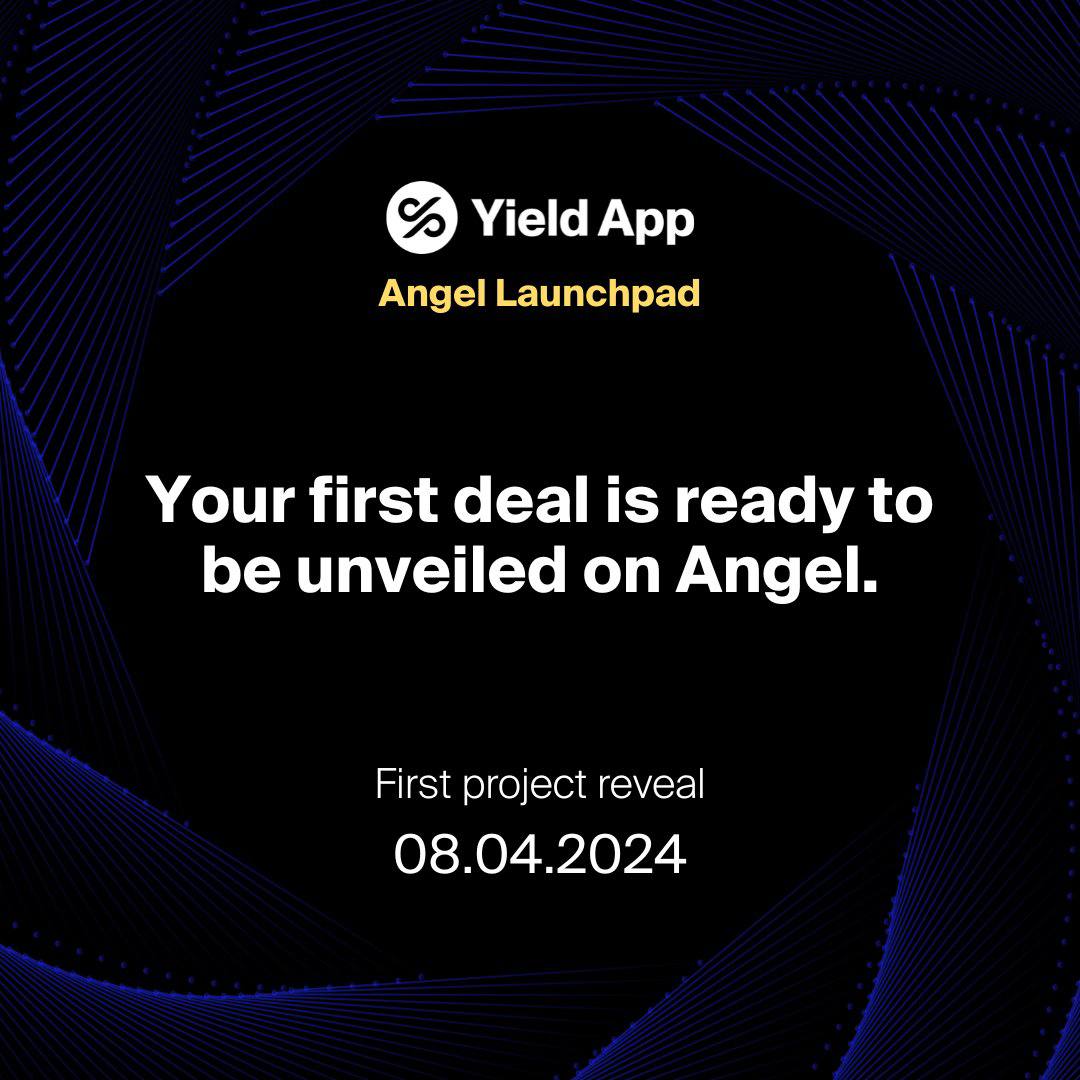 Yield App
Angel Launchpad
Your first deal is ready to
be unveiled on Angel.
First project reveal
08.04.2024